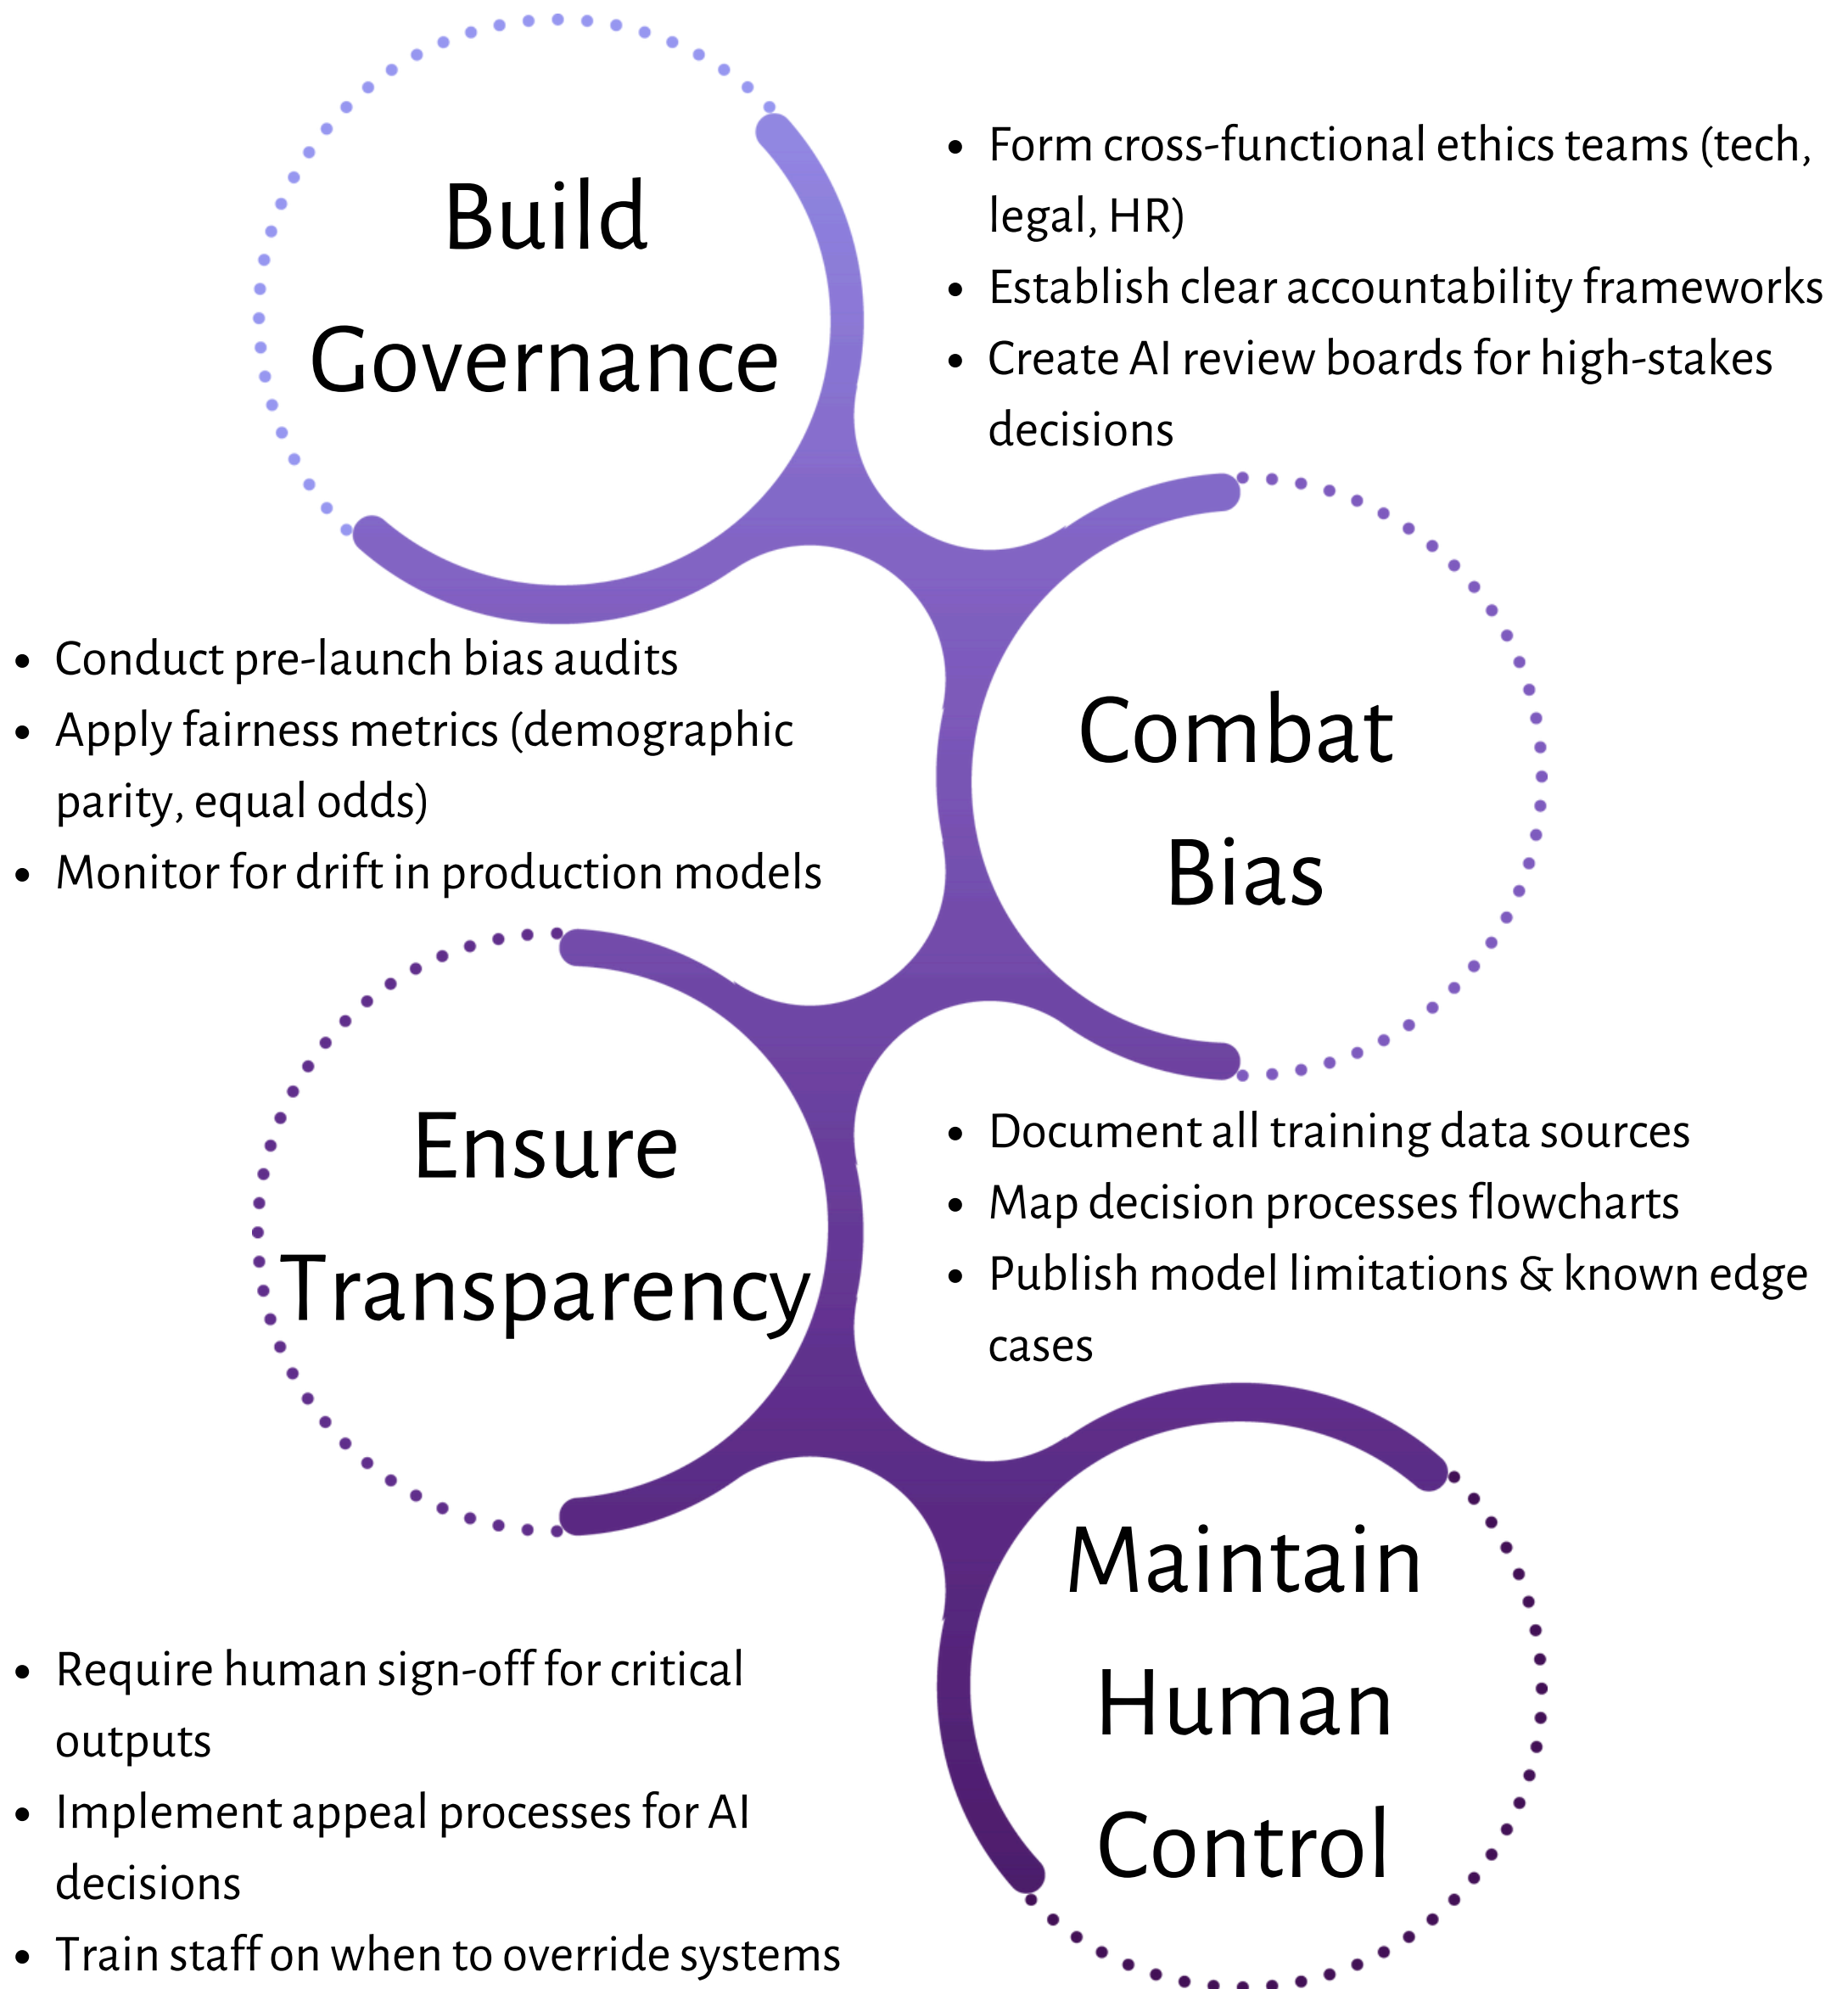 Build
Governance
• Form cross-functional ethics teams (tech,
legal, HR)
• Establish clear accountability frameworks
• Create AI review boards for high-stakes
decisions
Combat
Bias
• Conduct pre-launch bias audits
• Apply fairness metrics (demographic
parity, equal odds)
• Monitor for drift in production models
Ensure
Transparency
• Document all training data sources
• Map decision processes flowcharts
• Publish model limitations & known edge
cases
Maintain
Human
Control
• Require human sign-off for critical
outputs
• Implement appeal processes for AI
decisions
• Train staff on when to override systems